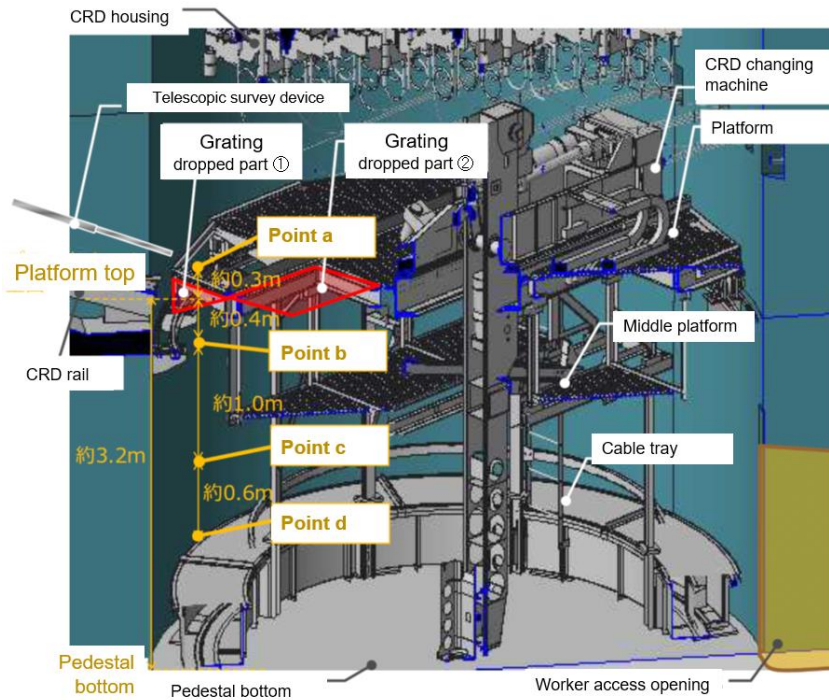 CRD housing
Telescopic survey device
CRD changing
machine
Platform
Grating
dropped part ①
Grating
dropped part ②
Point a
Platform top
約0.3m
約0.4m
Point b
Middle platform
CRD rail
約1.0m
約3.2m
Point c
Cable tray
約0.6m
Point d
Pedestal
bottom
Pedestal bottom
Worker access opening